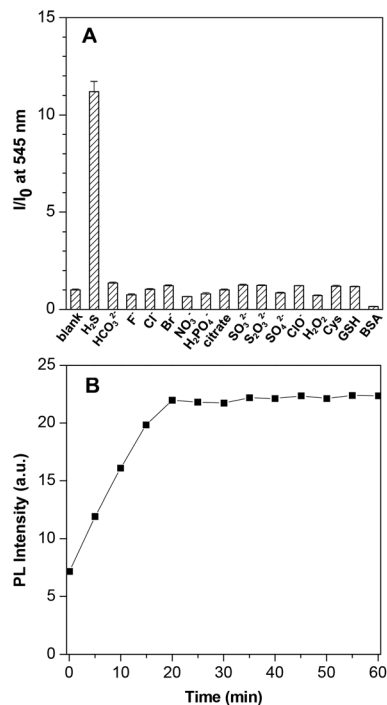 A
I/I0 at 545 nm
15
10
5
0
blank
H2S
HCO3 2-
F-
Cl-
Br-
NO3-
H2PO4-
citrate
SO3 2-
S2O3 2-
SO4 2-
ClO-
H2O2
Cys
GSH
BSA
B
PL Intensity (a.u.)
25
20
15
10
5
0
0 10 20 30 40 50 60
Time (min)